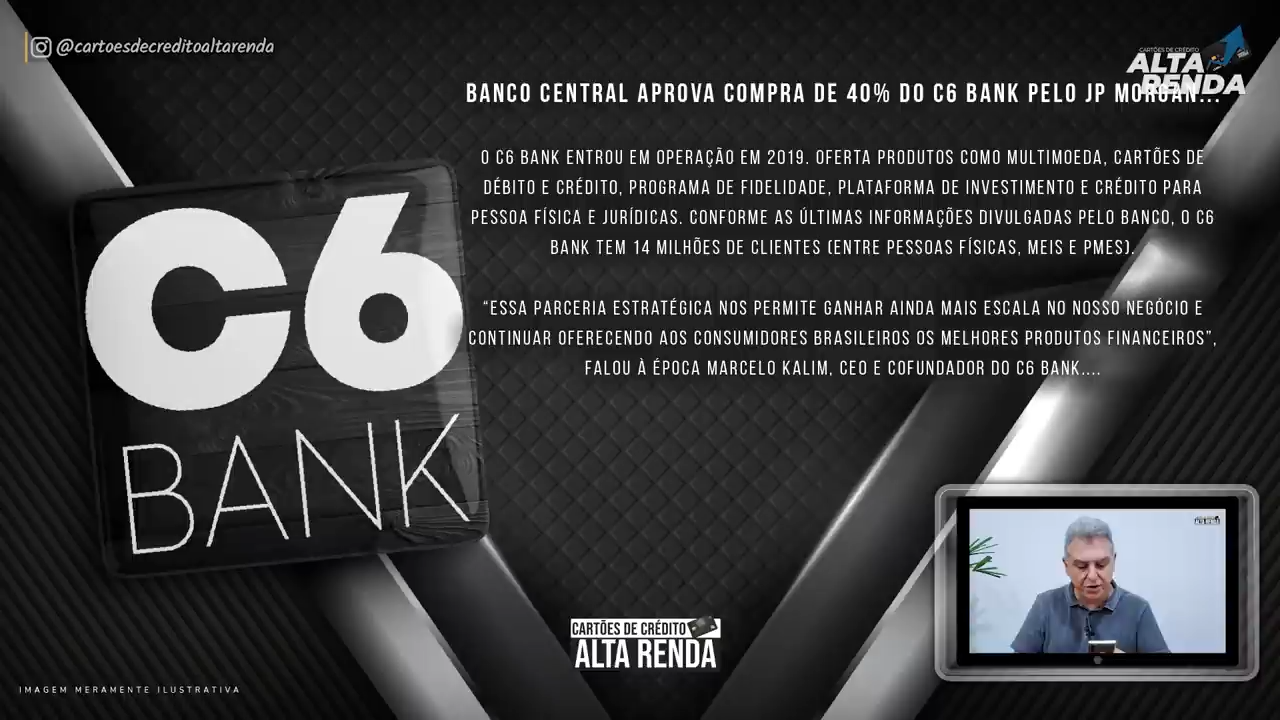 @cartoesdecreditoaltarenda
CARTÕES DE CRÉDITO
ALTA
RENDA
BANCO CENTRAL APROVA COMPRA DE 40% DO C6 BANK PELO JP MORGAN...
O C6 BANK ENTROU EM OPERAÇÃO EM 2019. OFERTA PRODUTOS COMO MULTIMOEDA, CARTÕES DE
DÉBITO E CRÉDITO, PROGRAMA DE FIDELIDADE, PLATAFORMA DE INVESTIMENTO E CRÉDITO PARA
PESSOA FÍSICA E JURÍDICAS. CONFORME AS ÚLTIMAS INFORMAÇÕES DIVULGADAS PELO BANCO, O C6
BANK TEM 14 MILHÕES DE CLIENTES (ENTRE PESSOAS FÍSICAS, MEIS E PMES).
“ESSA PARCERIA ESTRATÉGICA NOS PERMITE GANHAR AINDA MAIS ESCALA NO NOSSO NEGÓCIO E
CONTINUAR OFERECENDO AOS CONSUMIDORES BRASILEIROS OS MELHORES PRODUTOS FINANCEIROS”,
FALOU À ÉPOCA MARCELO KALIM, CEO E COFUNDADOR DO C6 BANK....
C6
BANK
CARTÕES DE CRÉDITO
ALTA RENDA
IMAGEM MERAMENTE ILUSTRATIVA